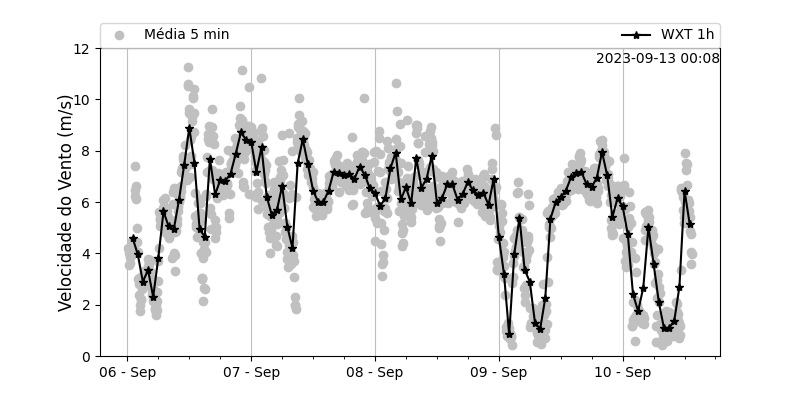 Média 5 min WXT 1h
2023-09-13 00:08
Velocidade do Vento (m/s)
12
10
8
6
4
2
0
06 - Sep 07 - Sep 08 - Sep 09 - Sep 10 - Sep